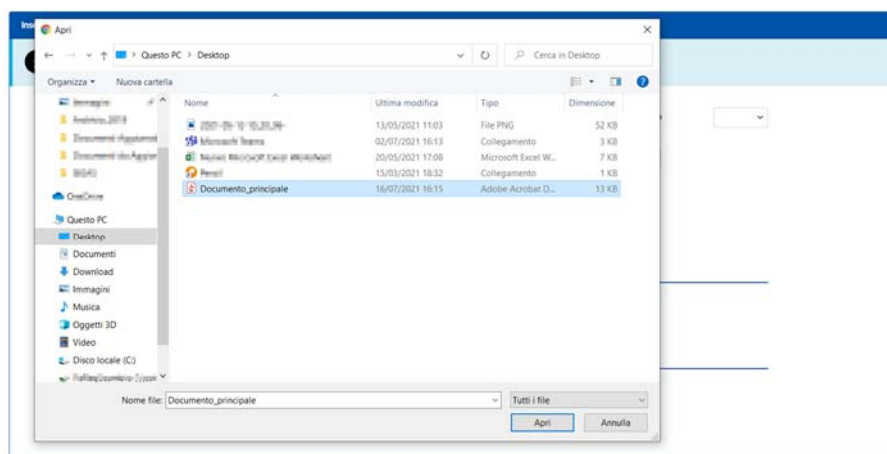 Apri
Questo PC > Desktop
Cerca in Desktop
Organizza
Nuova cartella
Nome
Ultima modifica
Tipo
Dimensione
13/05/2021 11:03
File PNG
52 KB
02/07/2021 16:13
Collegamento
3 KB
20/05/2021 17:08
Microsoft Excel W...
7 KB
15/03/2021 18:32
Collegamento
1 KB
Documento_principale
16/07/2021 16:15
Adobe Acrobat D...
13 KB
Immagini
OneDrive
Questo PC
Desktop
Documenti
Download
Immagini
Musica
Oggetti 3D
Video
Disco locale (C:)
Nome file:
Documento_principale
Tutti i file
Apri
Annulla